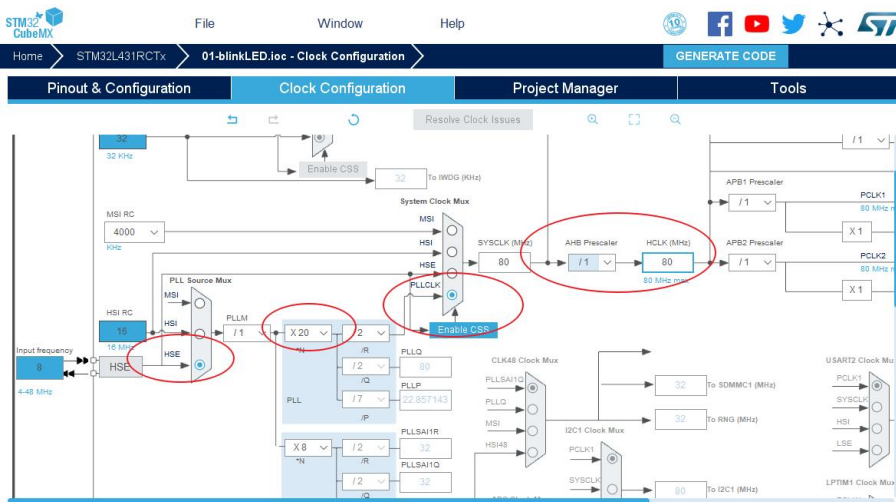 STM32
CubeMX
File
Window
Help
10
ST
Home
STM32L431RCTx
01-blinkLED.ioc - Clock Configuration
GENERATE CODE
Pinout & Configuration
Clock Configuration
Project Manager
Tools
Resolve Clock Issues
32
32 KHz
Enable CSS
32
To IWDG (KHz)
/ 1
System Clock Mux
APB1 Prescaler
/ 1
PCLK1
80 MHz m
X 1
MSI RC
4000
KHz
MSI
HSI
HSE
PLLCLK
SYSCLK (MHz)
80
AHB Prescaler
/ 1
HCLK (MHz)
80
80 MHz max
APB2 Prescaler
/ 1
PCLK2
80 MHz m
X 1
Enable CSS
PLL Source Mux
MSI
HSI
HSE
HSI RC
16
16 MHz
PLLM
/ 1
X 20
*N
/ 2
/R
PLLQ
/ 2
80
/Q
PLLP
/ 7
22.857143
/P
PLL
Input frequency
8
4-48 MHz
HSE
PLLSAI1R
X 8
*N
/ 2
32
/R
PLLSAI1Q
/ 2
32
/Q
CLK48 Clock Mux
PLLSAI1Q
PLLQ
MSI
HSI48
32
To SDMMC1 (MHz)
32
To RNG (MHz)
I2C1 Clock Mux
PCLK1
SYSCLK
80
To I2C1 (MHz)
USART2 Clock Mu
PCLK1
SYSCLK
HSI
LSE
LPTIM1 Clock Mux